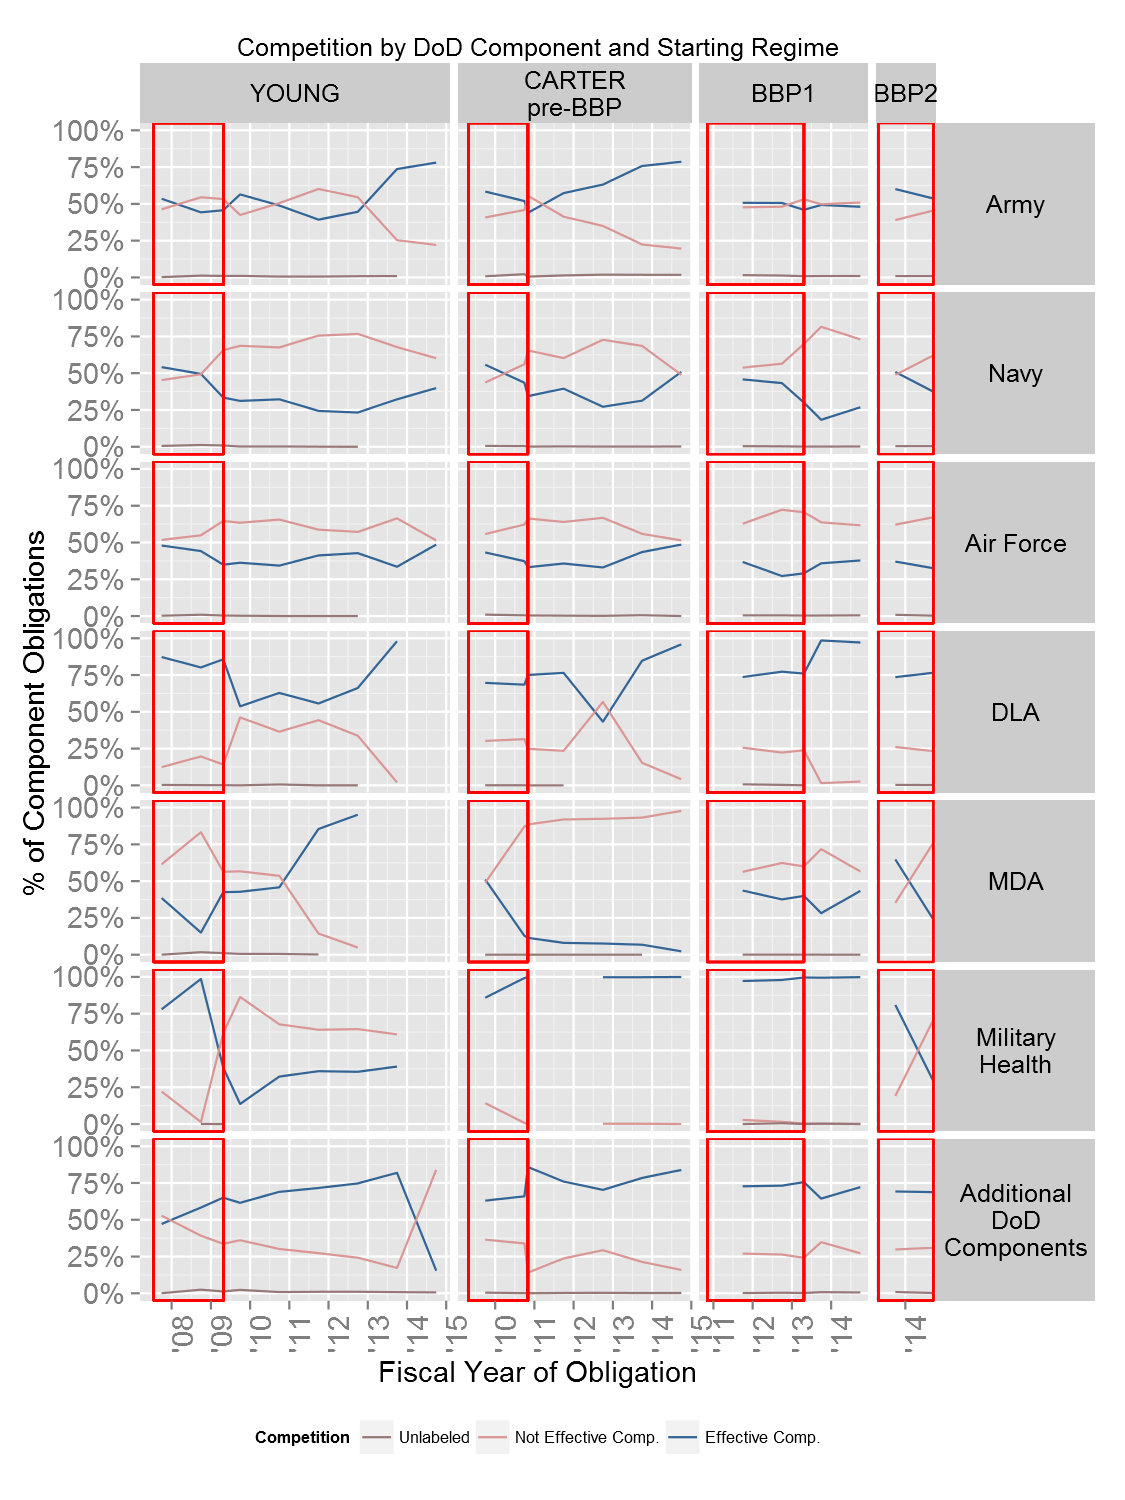 Competition by DoD Component and Starting Regime
YOUNG
CARTER
pre-BBP
BBP1
BBP2
100%
75%
50%
25%
0%
Army
100%
75%
50%
25%
0%
Navy
100%
75%
50%
25%
0%
Air Force
100%
75%
50%
25%
0%
DLA
100%
75%
50%
25%
0%
MDA
100%
75%
50%
25%
0%
Military
Health
100%
75%
50%
25%
0%
Additional
DoD
Components
% of Component Obligations
'08
'09
'10
'11
'12
'13
'14
'15
'10
'11
'12
'13
'14
'15
'11
'12
'13
'14
'14
Fiscal Year of Obligation
Competition
Unlabeled
Not Effective Comp.
Effective Comp.